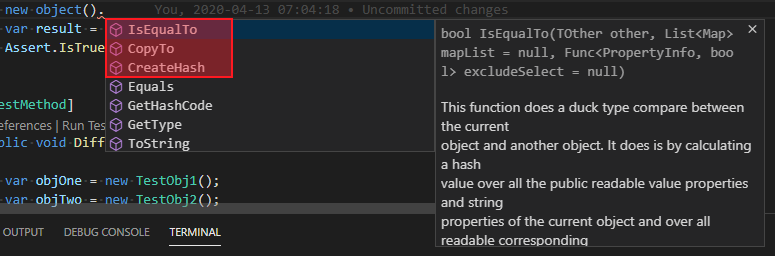 new object(). You, 2020-04-13 07:04:18 • Uncommitted changes
var result =
Assert.IsTrue
estMethod]
eferences | Run Tes
blic void Diff
var objOne = new TestObj1();
var objTwo = new TestObj2();
IsEqualTo
CopyTo
CreateHash
Equals
GetHashCode
GetType
ToString
bool IsEqualTo(TOther other, List<Map>
mapList = null, Func<PropertyInfo, boo
l> excludeSelect = null)
This function does a duck type compare between
the current
object and another object. It does is by calculating
a hash
value over all the public readable value properties
and string
properties of the current object and over all
readable corresponding
OUTPUT DEBUG CONSOLE TERMINAL